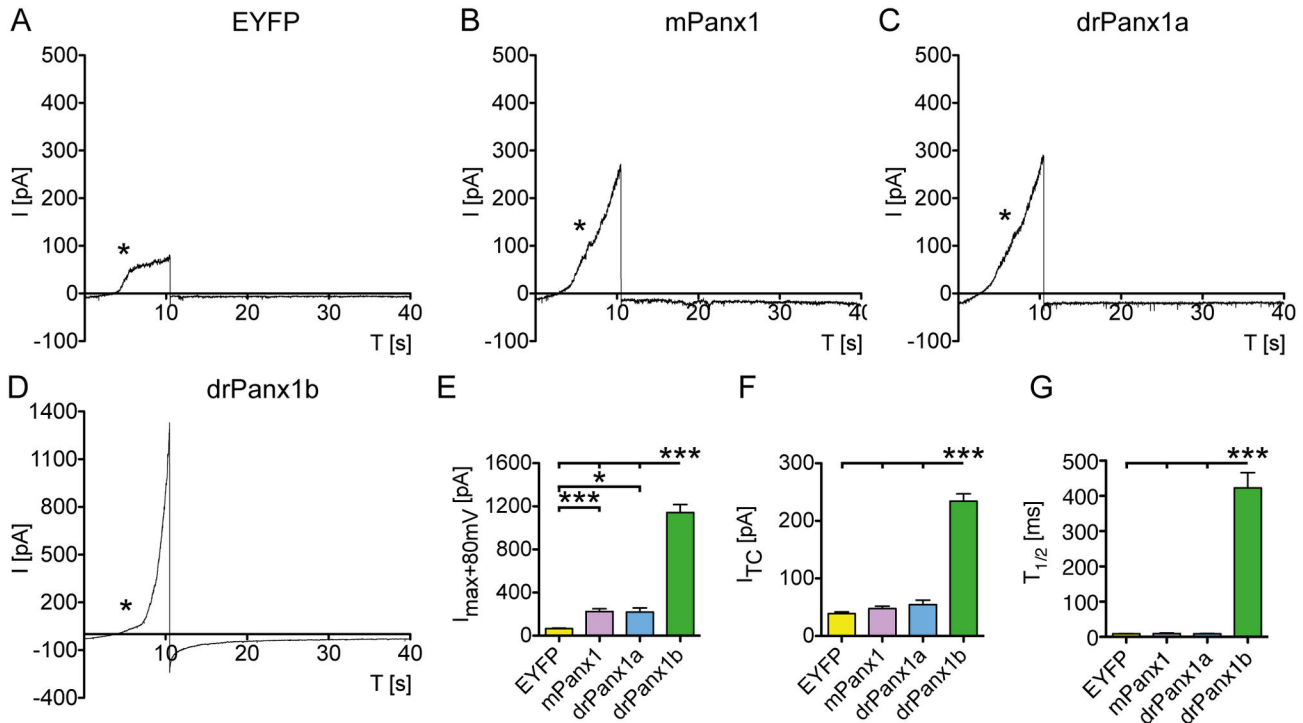 A EYFP
500
400
300
200
100
0
-100
I [pA]
*
10 20 30 40
T [s]
B mPanx1
500
400
300
200
100
0
-100
I [pA]
*
10 20 30 40
T [s]
C drPanx1a
500
400
300
200
100
0
-100
I [pA]
*
10 20 30 40
T [s]
D drPanx1b
1400
1100
800
500
200
-100
-400
I [pA]
*
10 20 30 40
T [s]
E
1600
1200
800
400
0
Imax+80mV [pA]
***
*
***
EYFP
mPanx1
drPanx1a
drPanx1b
F
300
200
100
0
ITC [pA]
***
EYFP
mPanx1
drPanx1a
drPanx1b
G
500
400
300
200
100
0
T1/2 [ms]
***
EYFP
mPanx1
drPanx1a
drPanx1b